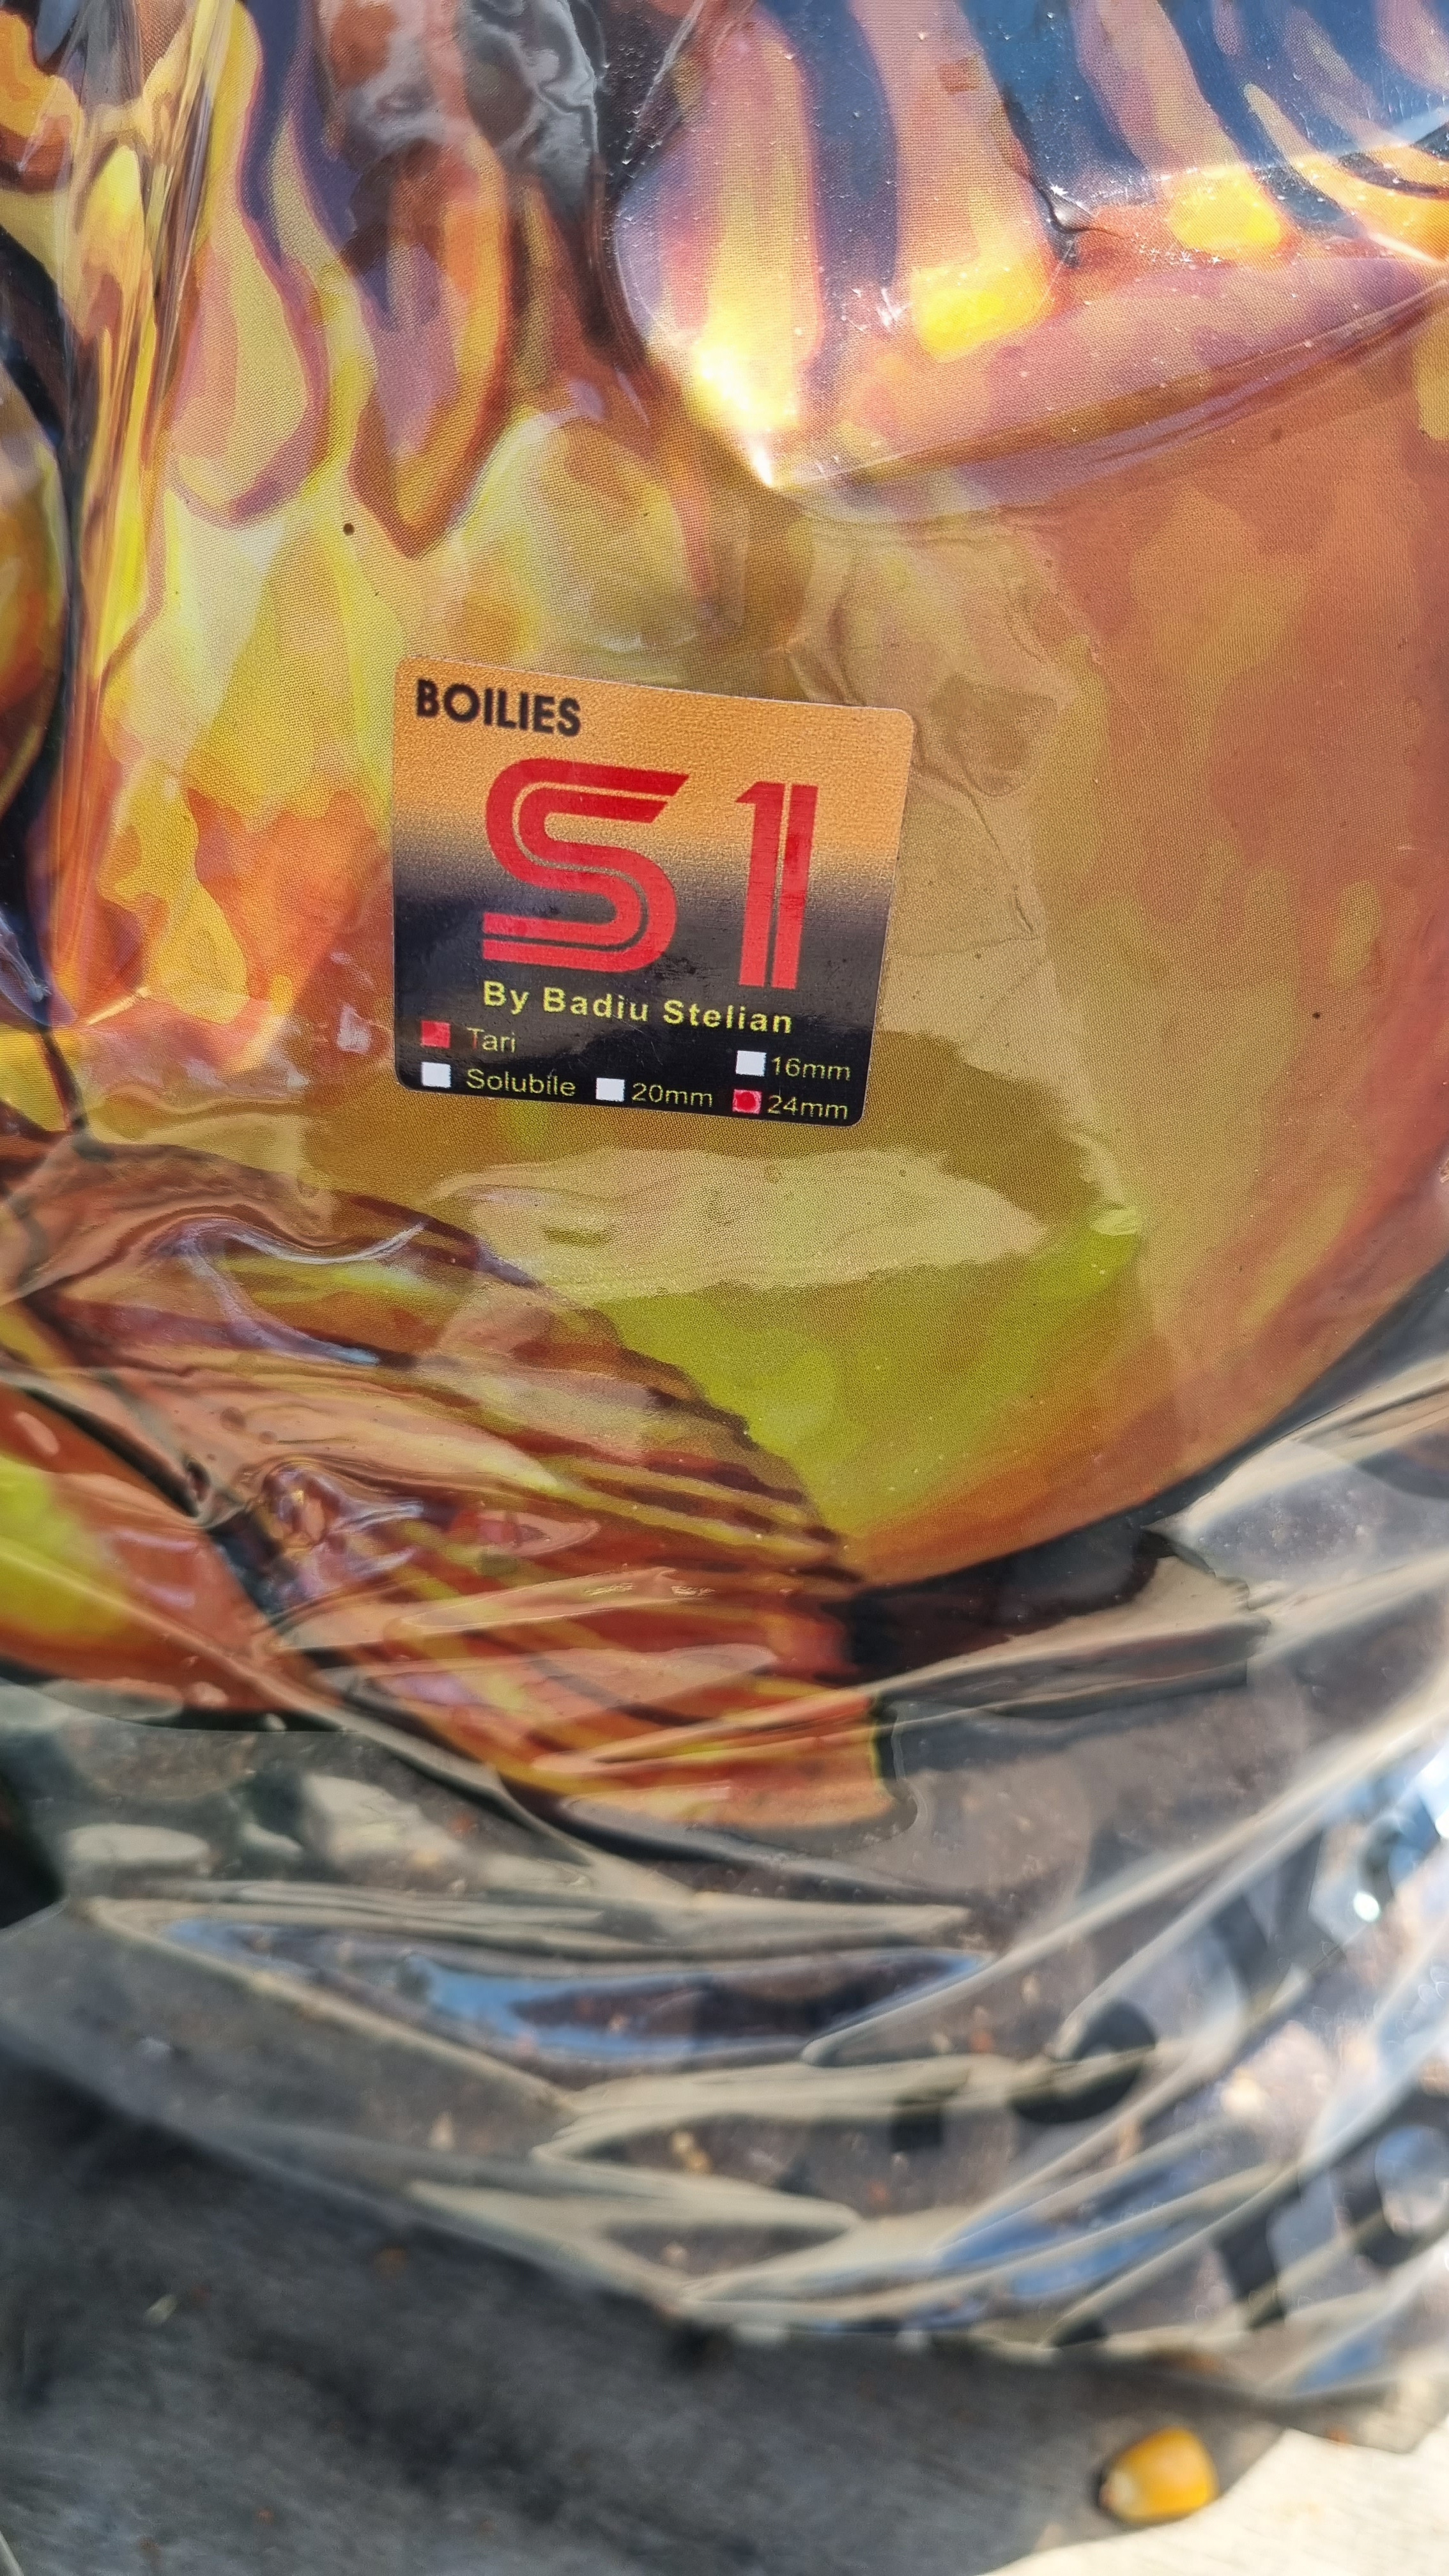 BOILIES
S1
By Badiu Stelian
Tari
16mm
Solubile 20mm 24mm